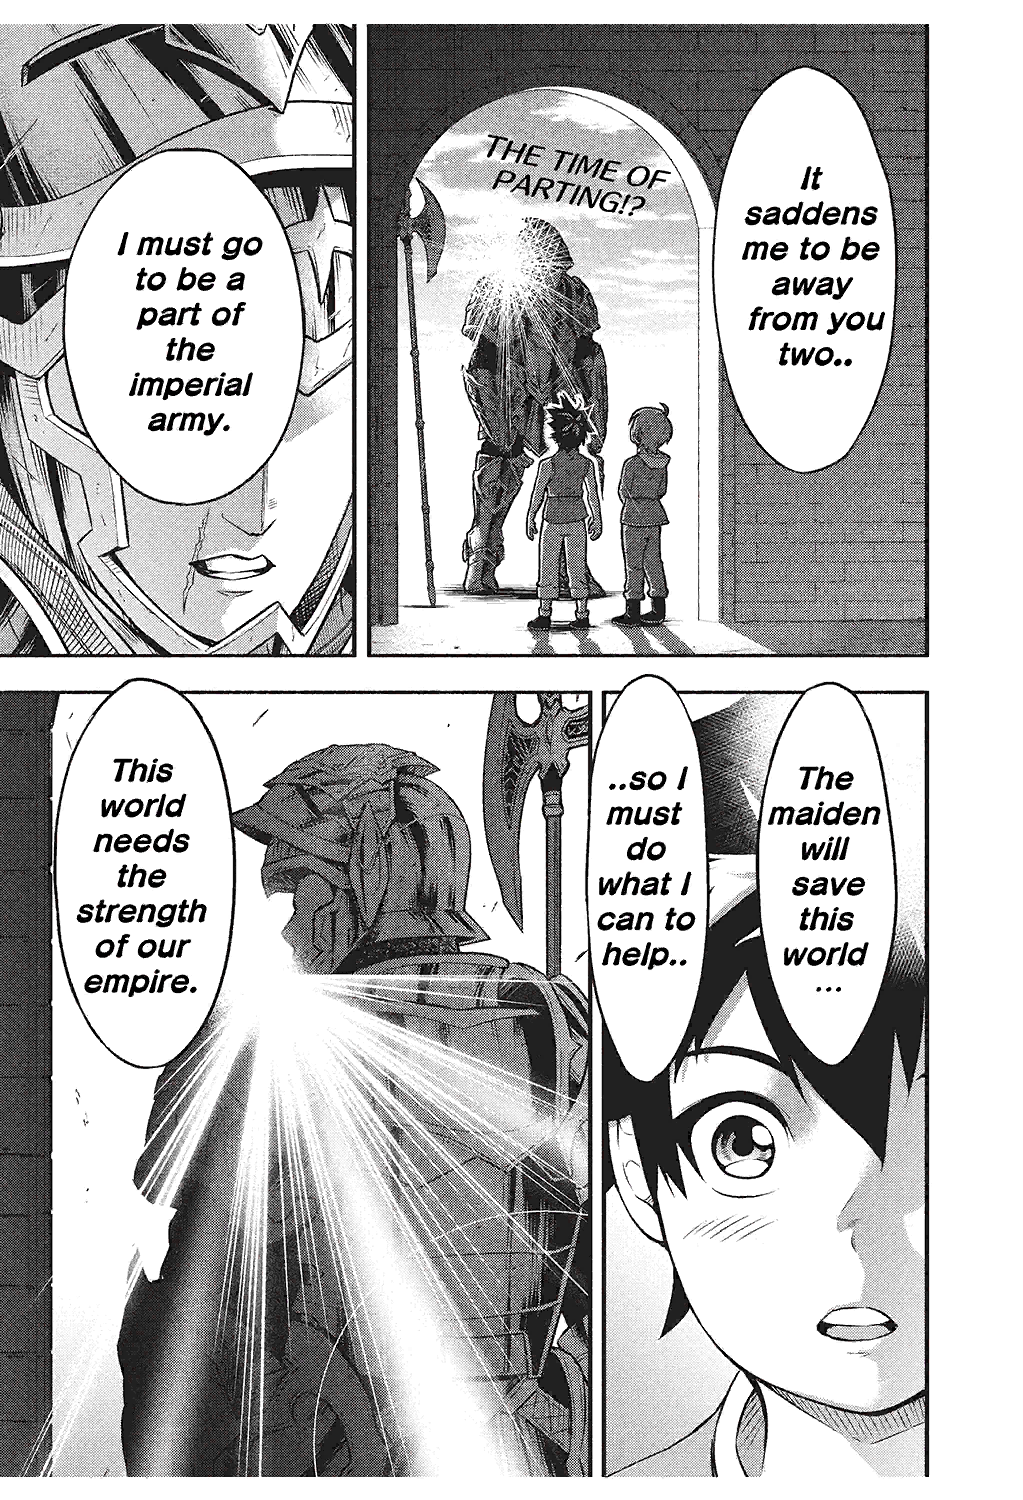 It
saddens
me to be
away
from you
two..
THE TIME OF
PARTING!?
I must go
to be a
part of
the
imperial
army.
The
maiden
will
save
this
world
...
..so I
must
do
what I
can to
help..
This
world
needs
the
strength
of our
empire.